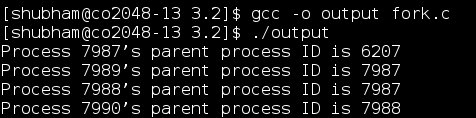 [shubham@co2048-13 3.2]$ gcc -o output fork.c
[shubham@co2048-13 3.2]$ ./output
Process 7987's parent process ID is 6207
Process 7989's parent process ID is 7987
Process 7988's parent process ID is 7987
Process 7990's parent process ID is 7988